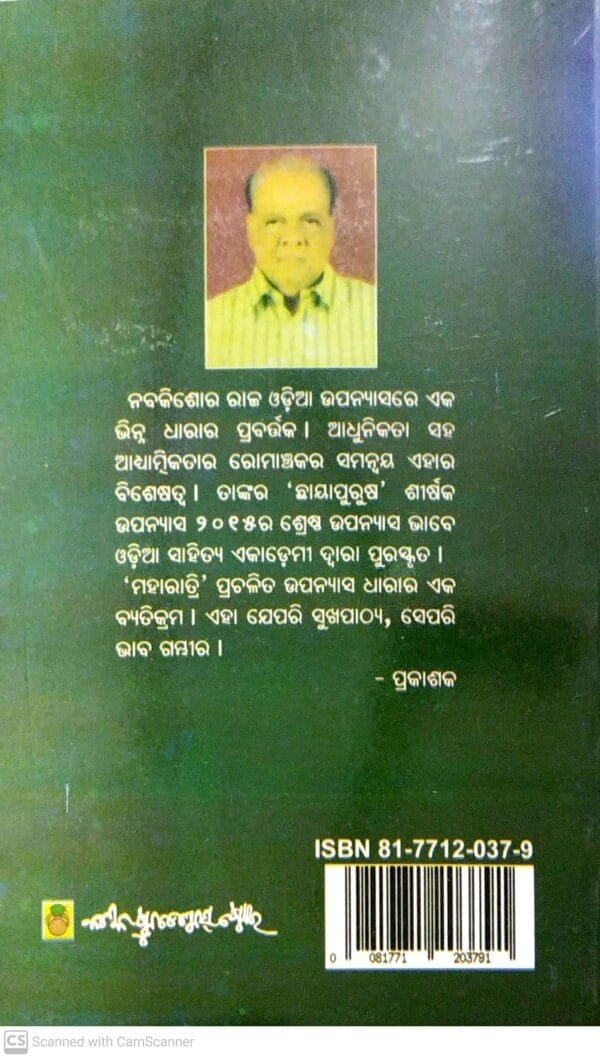 ନବକିଶୋର ରାଜ ଓଡ଼ିଆ ଉପନ୍ୟାସରେ ଏକ
ଭିନ୍ନ ଧାରାର ପ୍ରବର୍ତ୍ତକ । ଆଧୁନିକତା ସହ
ଆଧ୍ୟାତ୍ମିକତାର ରୋମାଞ୍ଚକର ସମନ୍ୱୟ ଏହାର
ବିଶେଷତ୍ୱ । ତାଙ୍କର ‘ଛାୟାପୁରୁଷ’ ଶୀର୍ଷକ
ଉପନ୍ୟାସ ୨୦୧୫ର ଶ୍ରେଷ୍ଠ ଉପନ୍ୟାସ ଭାବେ
ଓଡ଼ିଆ ସାହିତ୍ୟ ଏକାଡ଼େମୀ ଦ୍ୱାରା ପୁରସ୍କୃତ ।
‘ମହାରାତ୍ରି’ ପ୍ରଚଳିତ ଉପନ୍ୟାସ ଧାରାର ଏକ
ବ୍ୟତିକ୍ରମ । ଏହା ଯେପରି ସୁଖପାଠ୍ୟ, ସେପରି
ଭାବ ଗମ୍ଭୀର ।
- ପ୍ରକାଶକ
ISBN 81-7712-037-9
0 081771 203791
CS Scanned with CamScanner